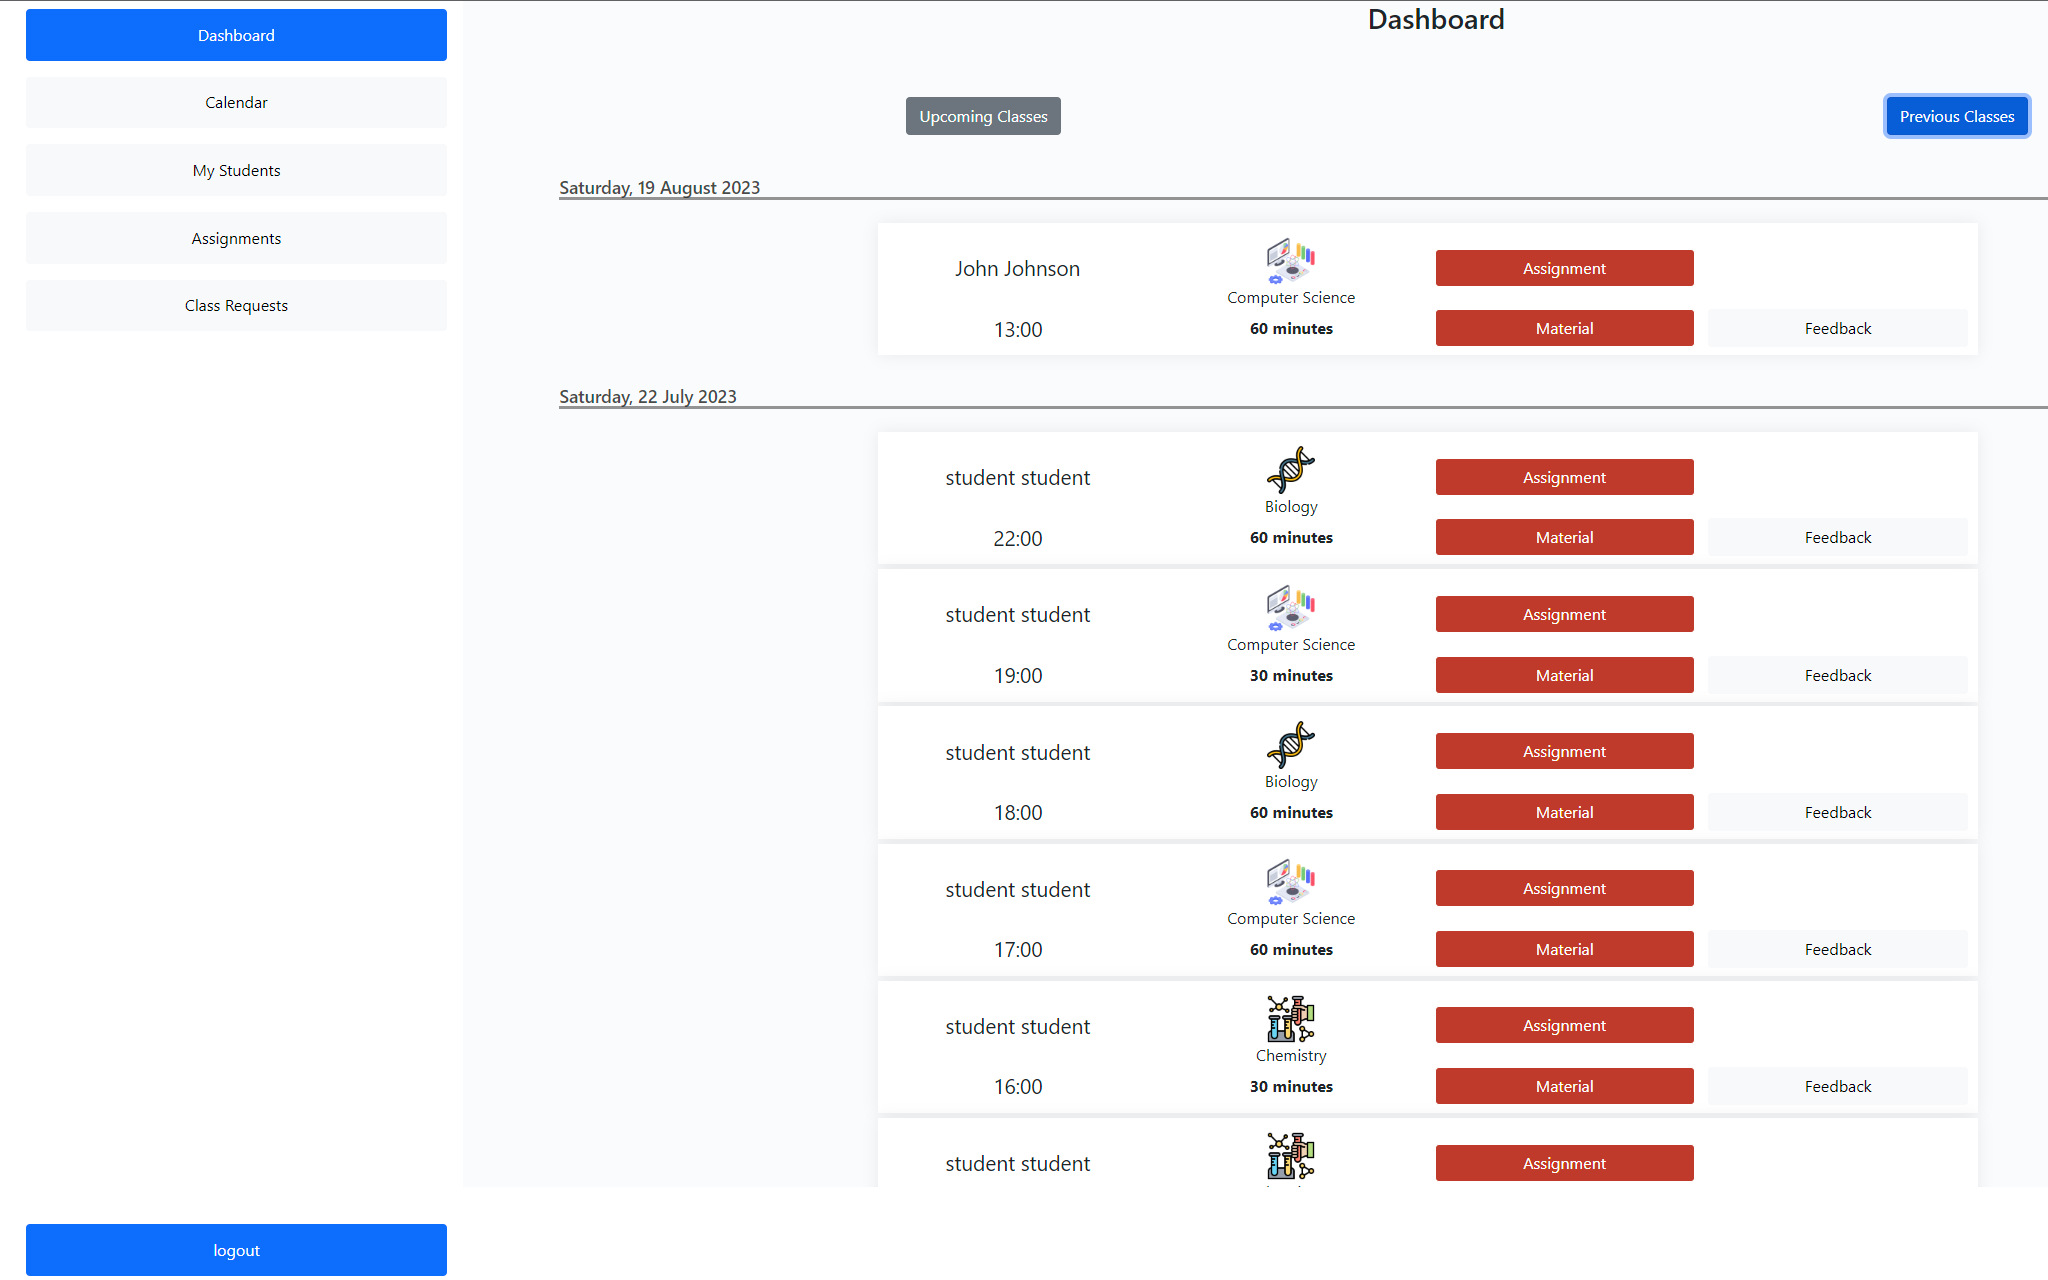 Dashboard
Calendar
My Students
Assignments
Class Requests
logout
Dashboard
Upcoming Classes
Previous Classes
Saturday, 19 August 2023
John Johnson
13:00
Computer Science
60 minutes
Assignment
Material
Feedback
Saturday, 22 July 2023
student student
22:00
Biology
60 minutes
Assignment
Material
Feedback
student student
19:00
Computer Science
30 minutes
Assignment
Material
Feedback
student student
18:00
Biology
60 minutes
Assignment
Material
Feedback
student student
17:00
Computer Science
60 minutes
Assignment
Material
Feedback
student student
16:00
Chemistry
30 minutes
Assignment
Material
Feedback
student student
Assignment